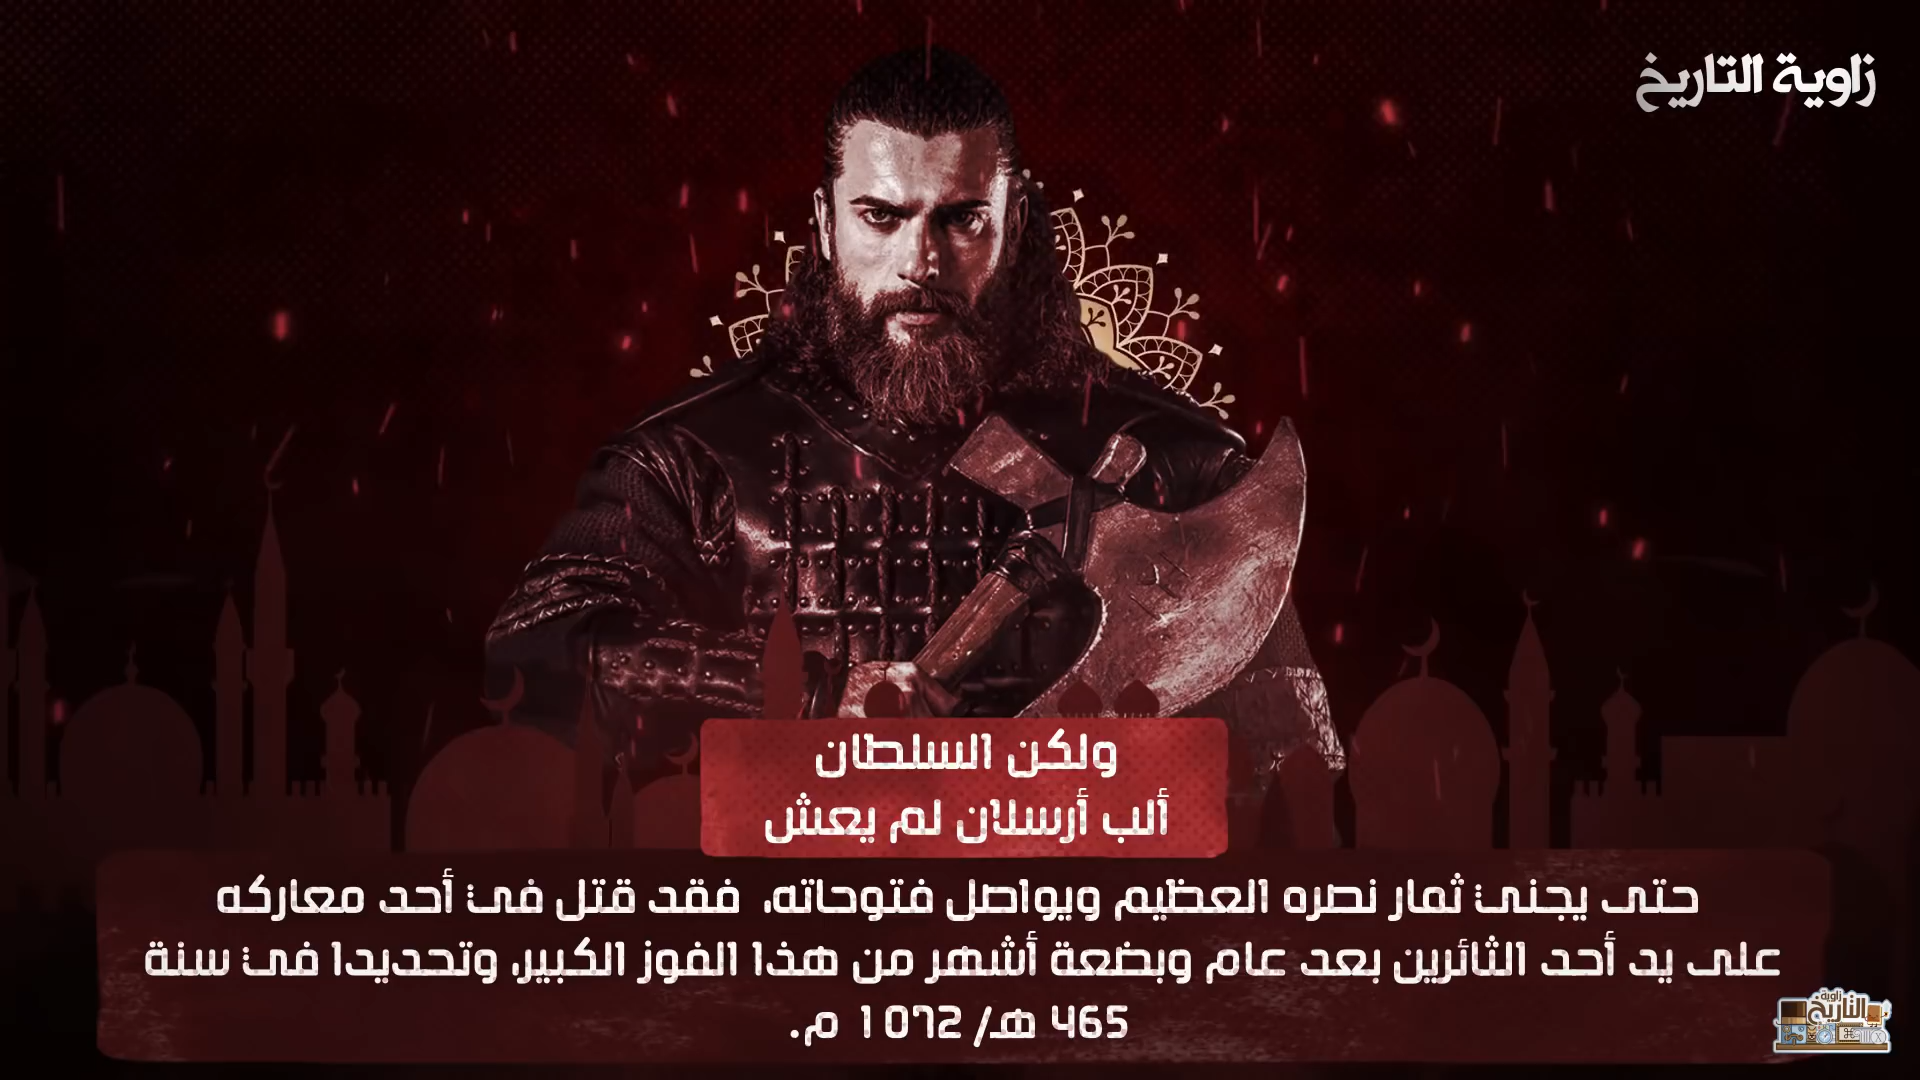 زاوية التاريخ
ولكن السلطان
ألب أرسلان لم يعش
حتى يجني ثمار نصره العظيم ويواصل فتوحاته، فقد قتل في أحد معاركه
على يد أحد الثائرين بعد عام وبضعة أشهر من هذا الفوز الكبير، وتحديدا في سنة
465 هـ/ 1072 م.
زاوية
التاريخ